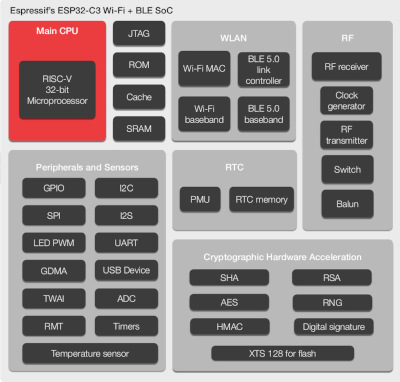 Espressif's ESP32-C3 Wi-Fi + BLE SoC
Main CPU
RISC-V
32-bit
Microprocessor
JTAG
ROM
Cache
SRAM
WLAN
Wi-Fi MAC
BLE 5.0
link
controller
Wi-Fi
baseband
BLE 5.0
baseband
RF
RF receiver
Clock
generator
RF
transmitter
Switch
Balun
Peripherals and Sensors
GPIO
I2C
SPI
I2S
LED PWM
UART
GDMA
USB Device
TWAI
ADC
RMT
Timers
Temperature sensor
RTC
PMU
RTC memory
Cryptographic Hardware Acceleration
SHA
RSA
AES
RNG
HMAC
Digital signature
XTS 128 for flash